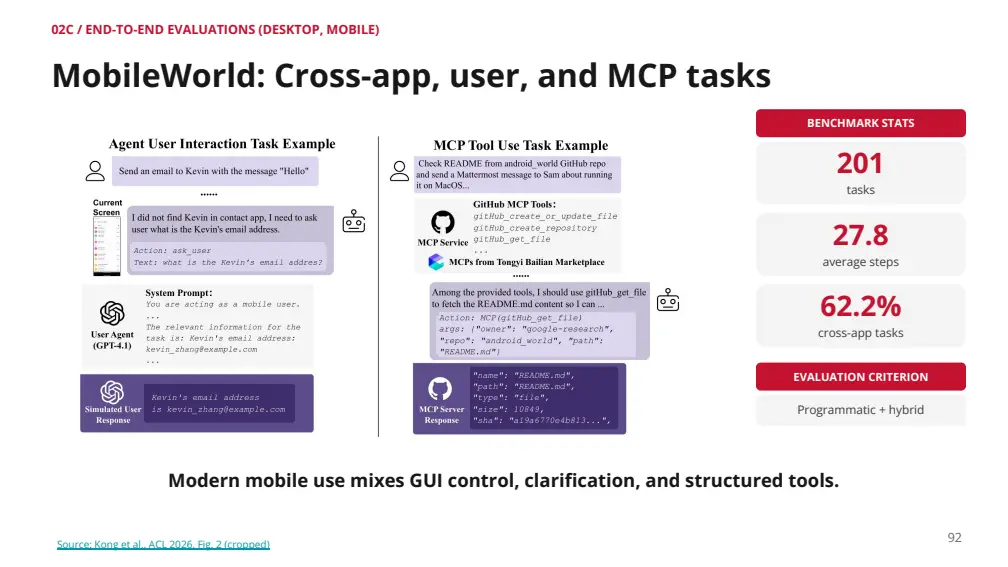 02C / END-TO-END EVALUATIONS (DESKTOP, MOBILE)
MobileWorld: Cross-app, user, and MCP tasks
Agent User Interaction Task Example
Send an email to Kevin with the message "Hello"
......
Current
Screen
I did not find Kevin in contact app, I need to ask
user what is the Kevin's email address.
Action: ask_user
Text: what is the Kevin's email addres?
User Agent
(GPT-4.1)
System Prompt:
You are acting as a mobile user.
...
The relevant information for the
task is: Kevin's email address:
kevin_zhang@example.com
...
Simulated User
Response
Kevin's email address
is kevin_zhang@example.com
MCP Tool Use Task Example
Check README from android_world GitHub repo
and send a Mattermost message to Sam about running
it on MacOS...
MCP Service
GitHub MCP Tools:
gitHub_create_or_update_file
gitHub_create_repository
gitHub_get_file
...
MCPs from Tongyi Bailian Marketplace
......
Among the provided tools, I should use gitHub_get_file
to fetch the README.md content so I can ...
Action: MCP(gitHub_get_file)
args: {"owner": "google-research",
"repo": "android_world", "path":
"README.md"}
MCP Server
Response
"name": "README.md",
"path": "README.md",
"type": "file",
"size": 10849,
"sha": "a19a6770e4b813...",
BENCHMARK STATS
201
tasks
27.8
average steps
62.2%
cross-app tasks
EVALUATION CRITERION
Programmatic + hybrid
Modern mobile use mixes GUI control, clarification, and structured tools.
Source: Kong et al., ACL 2026, Fig. 2 (cropped)
92